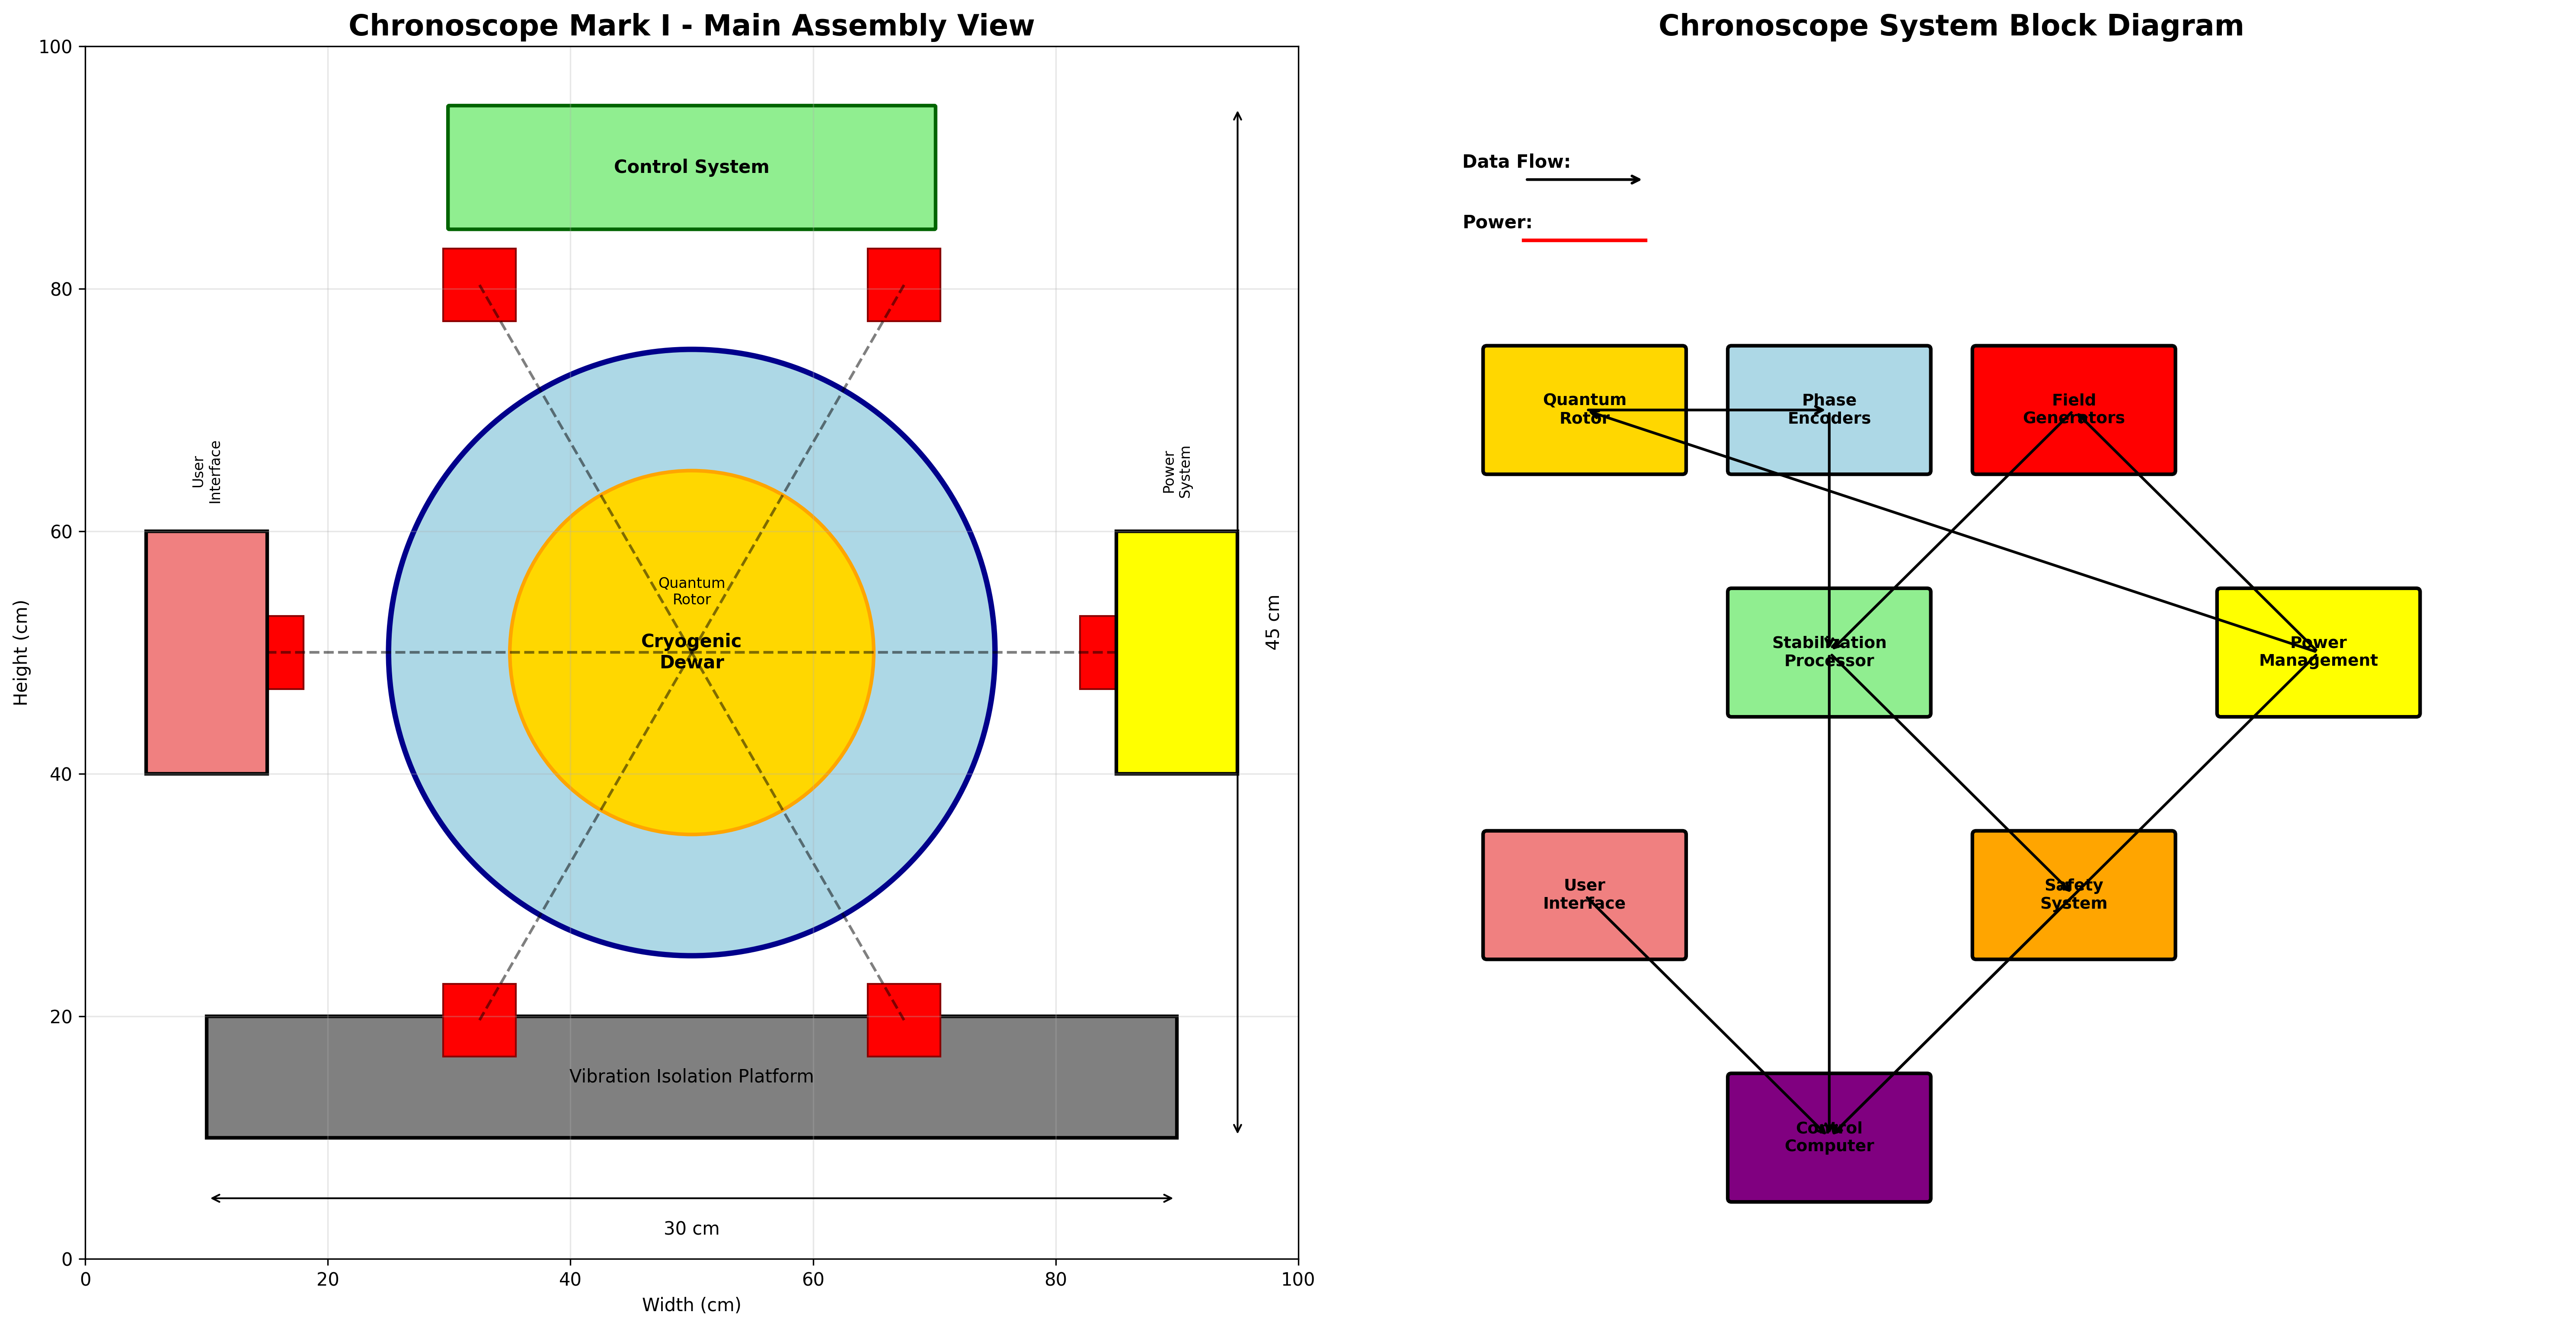 Chronoscope Mark I - Main Assembly View
100
80
60
40
20
0
Height (cm)
Control System
User
Interface
Power
System
Quantum
Rotor
Cryogenic
Dewar
45 cm
Vibration Isolation Platform
30 cm
0
20
40
60
80
100
Width (cm)
Chronoscope System Block Diagram
Data Flow:
Power:
Quantum
Rotor
Phase
Encoders
Field
Generators
Stabilization
Processor
Power
Management
User
Interface
Safety
System
Control
Computer